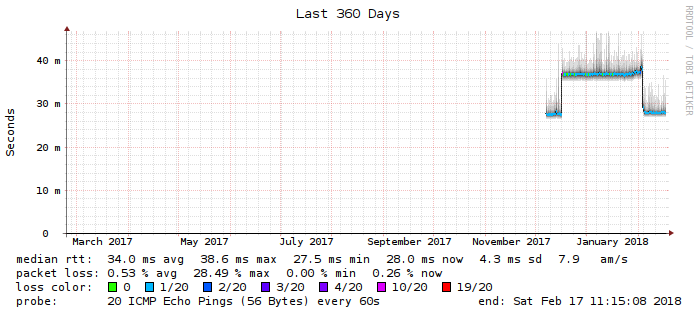 Last 360 Days
RRDTOOL / TOBI OETIKER
Seconds
40 m
30 m
20 m
10 m
0
March 2017 May 2017 July 2017 September 2017 November 2017 January 2018
median rtt: 34.0 ms avg 38.6 ms max 27.5 ms min 28.0 ms now 4.3 ms sd 7.9 am/s
packet loss: 0.53 % avg 28.49 % max 0.00 % min 0.26 % now
loss color: 0 1/20 2/20 3/20 4/20 10/20 19/20
probe: 20 ICMP Echo Pings (56 Bytes) every 60s end: Sat Feb 17 11:15:08 2018